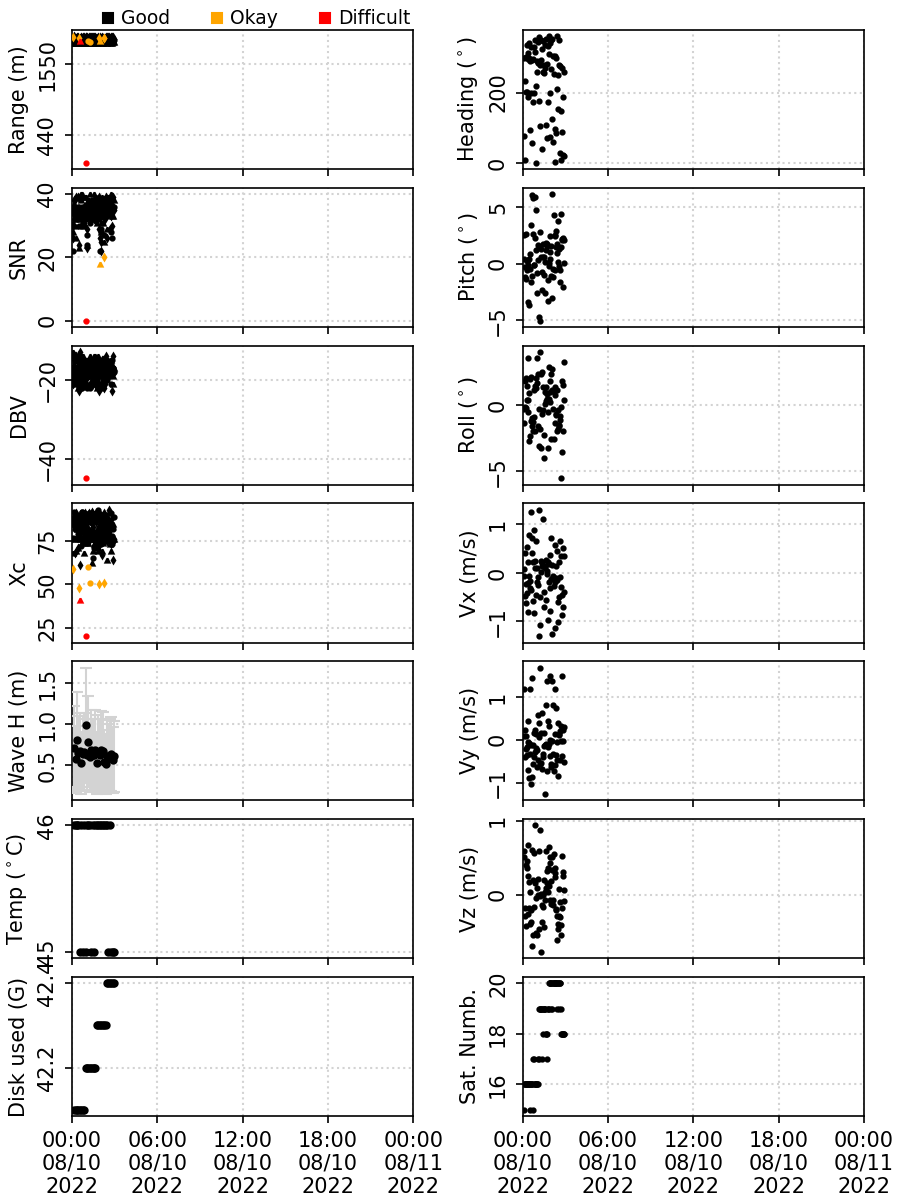 Good Okay Difficult
Range (m)
1550
440
Heading (°)
200
0
SNR
40
20
0
Pitch (°)
5
0
−5
DBV
−20
−40
Roll (°)
0
−5
Xc
75
50
25
Vx (m/s)
1
0
−1
Wave H (m)
1.5
1.0
0.5
Vy (m/s)
1
0
−1
Temp (°C)
46
45
Vz (m/s)
1
0
Disk used (G)
42.4
42.2
Sat. Numb.
20
18
16
00:00 06:00 12:00 18:00 00:00
08/10 08/10 08/10 08/10 08/11
2022 2022 2022 2022 2022
00:00 06:00 12:00 18:00 00:00
08/10 08/10 08/10 08/10 08/11
2022 2022 2022 2022 2022